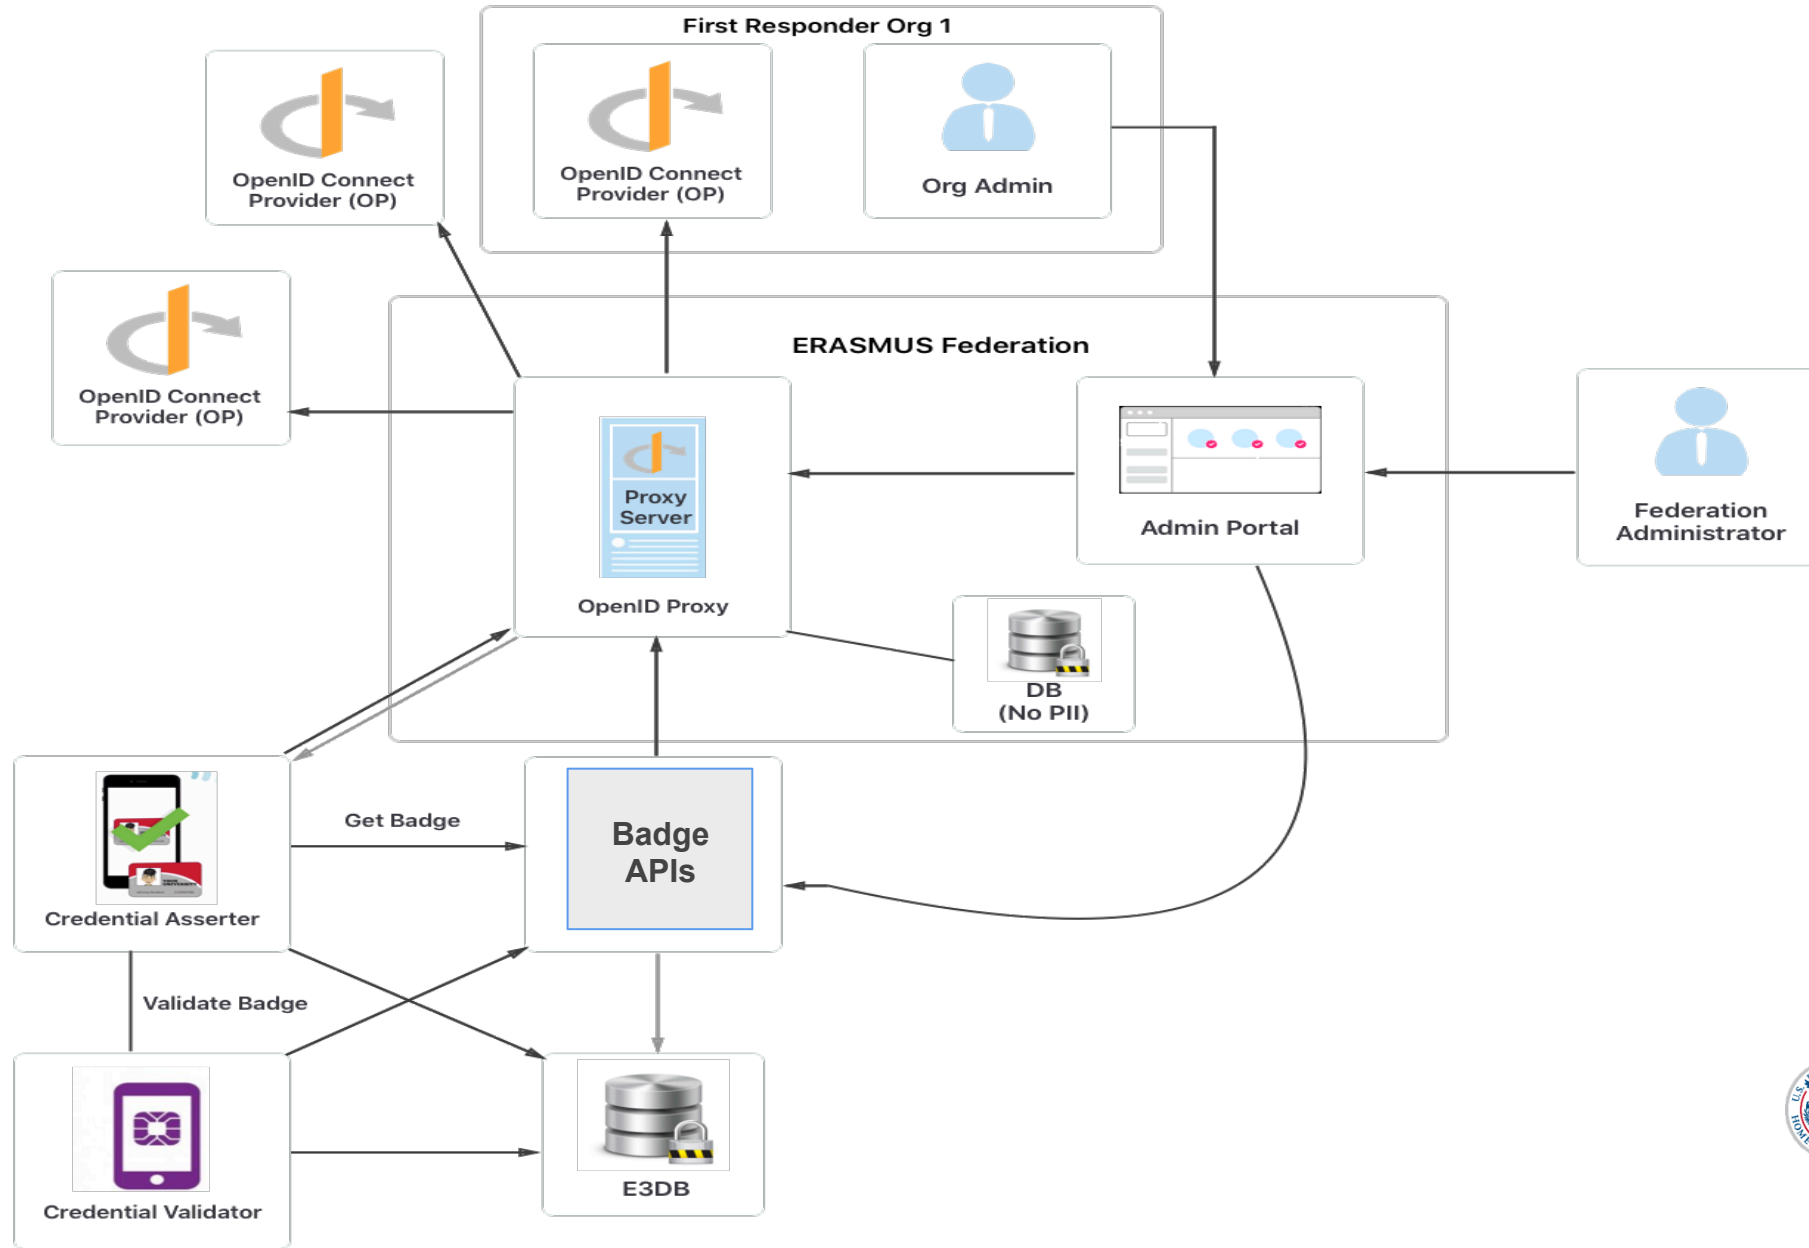 First Responder Org 1
OpenID Connect
Provider (OP)
OpenID Connect
Provider (OP)
Org Admin
OpenID Connect
Provider (OP)
ERASMUS Federation
Proxy
Server
OpenID Proxy
Admin Portal
Federation
Administrator
DB
(No PII)
Get Badge
Badge
APIs
Credential Asserter
Validate Badge
Credential Validator
E3DB
U.S.
HOME